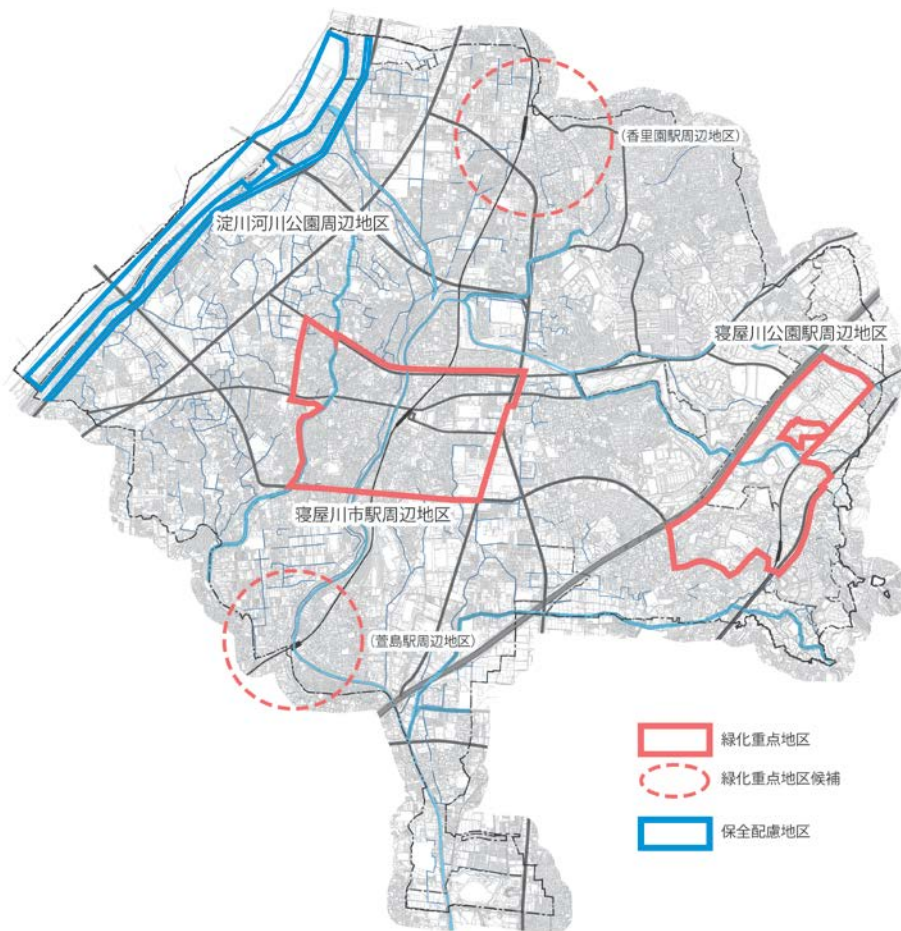 (香里園駅周辺地区)
淀川河川公園周辺地区
寝屋川公園駅周辺地区
寝屋川市駅周辺地区
(萱島駅周辺地区)
緑化重点地区
緑化重点地区候補
保全配慮地区